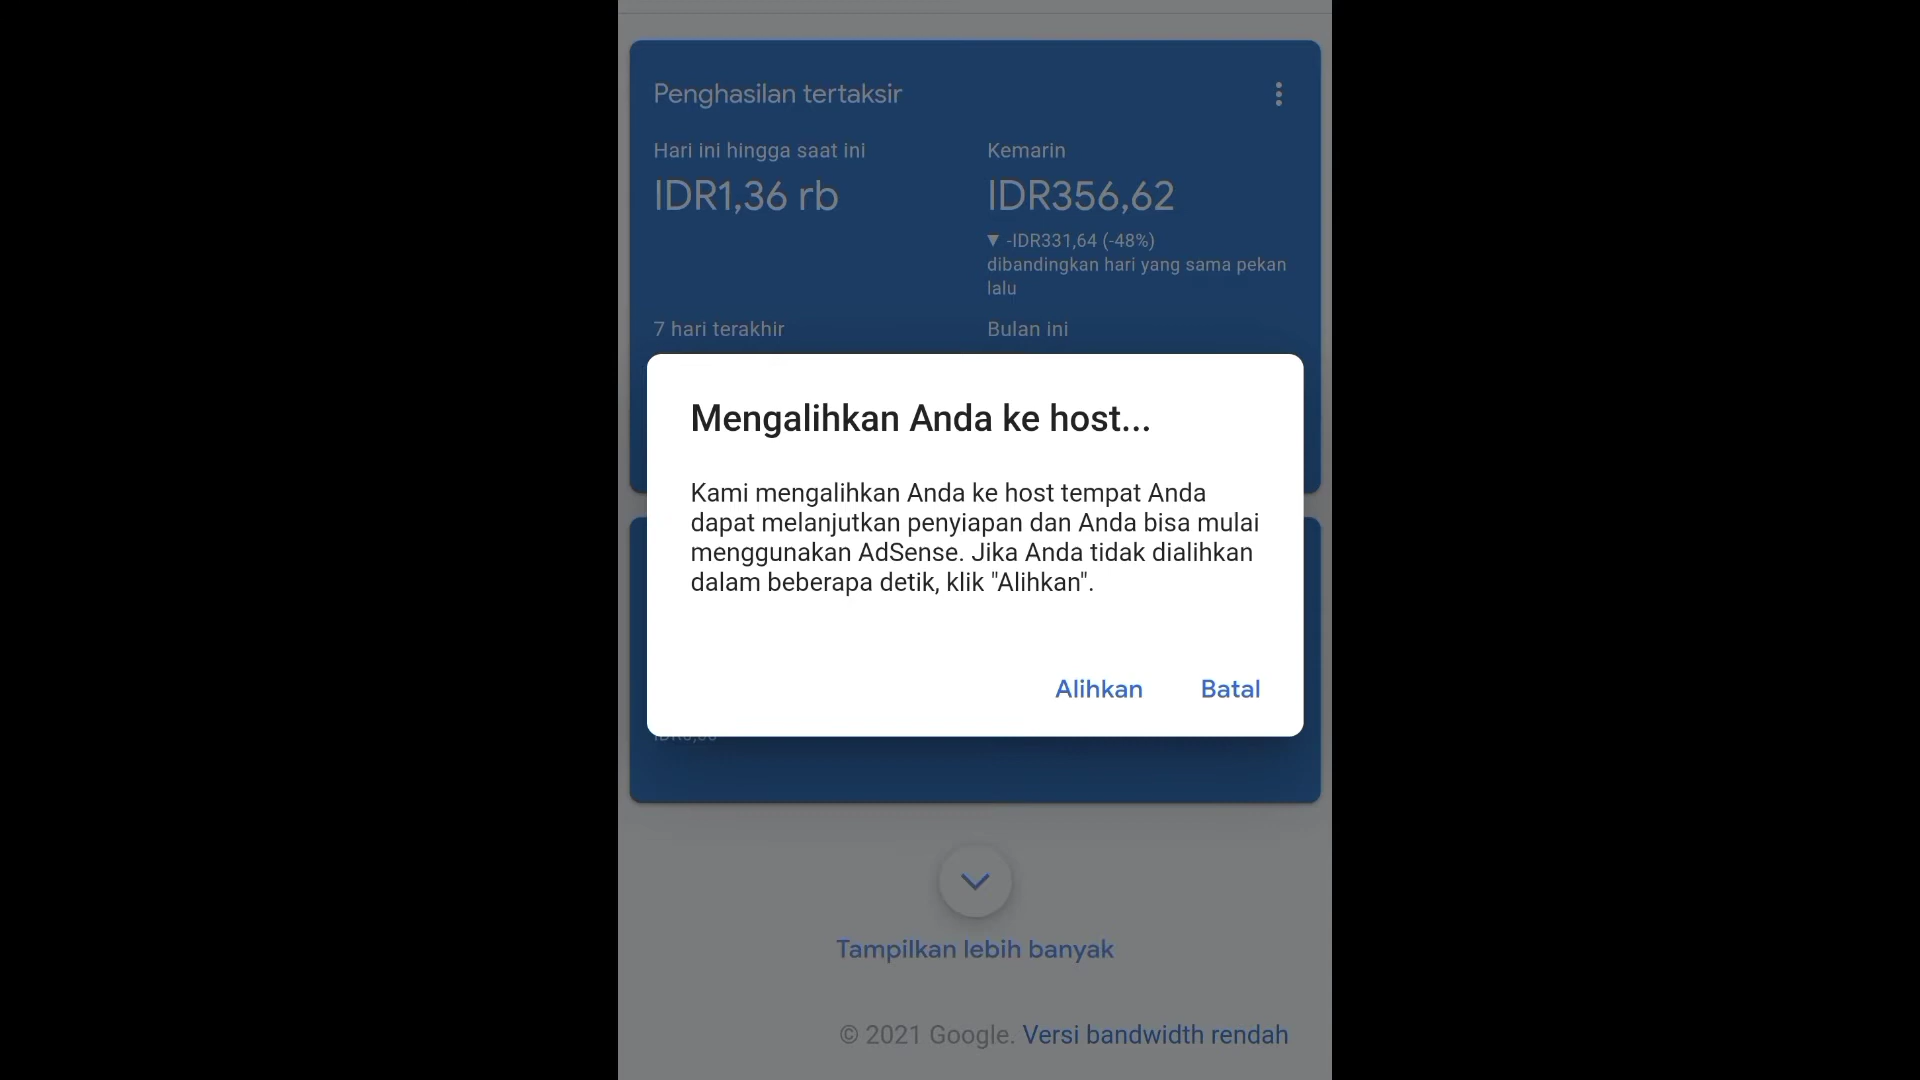 Penghasilan tertaksir
Hari ini hingga saat ini
IDR1,36 rb
Kemarin
IDR356,62
▼ -IDR331,64 (-48%)
dibandingkan hari yang sama pekan
lalu
7 hari terakhir
Bulan ini
Mengalihkan Anda ke host...
Kami mengalihkan Anda ke host tempat Anda
dapat melanjutkan penyiapan dan Anda bisa mulai
menggunakan AdSense. Jika Anda tidak dialihkan
dalam beberapa detik, klik "Alihkan".
Alihkan
Batal
Tampilkan lebih banyak
© 2021 Google. Versi bandwidth rendah